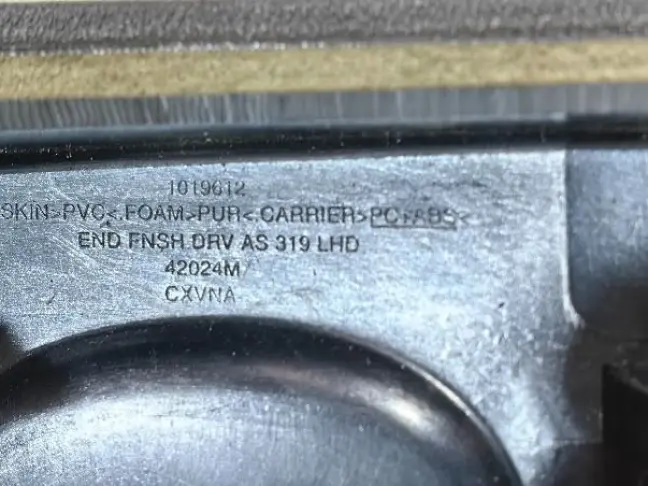 1019612
SKIN>PVC<.FOAM>PUR<.CARRIER>PC+ABS<
END FNSH DRV AS 319 LHD
42024M
CXVNA